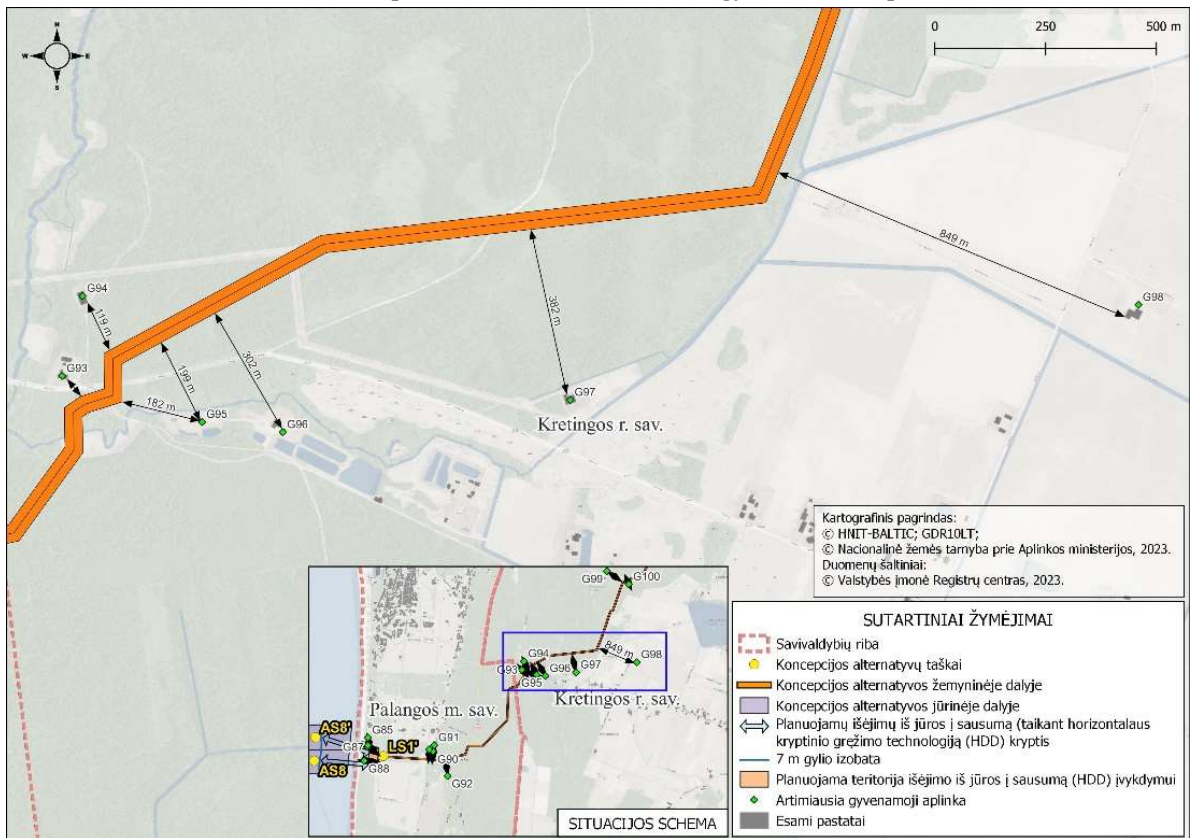 N
W
E
S
0 250 500 m
849 m
G98
G94
119 m
G93
382 m
302 m
199 m
182 m
G95
G96
G97
Kretingos r. sav.
Kartografinis pagrindas:
© HNIT-BALTIC; GDR10LT;
© Nacionalinė žemės tarnyba prie Aplinkos ministerijos, 2023.
Duomenų šaltiniai:
© Valstybės įmonė Registrų centras, 2023.
G99
G100
849 m
G98
G94
G93
G97
G96
G95
Kretingos r. sav.
Palangos m. sav.
AS8'
G85
G87
LS1'
G91
AS8
G88
G90
G92
SITUACIJOS SCHEMA
SUTARTINIAI ŽYMĖJIMAI
Savivaldybių riba
Koncepcijos alternatyvų taškai
Koncepcijos alternatyvos žemyninėje dalyje
Koncepcijos alternatyvos jūrinėje dalyje
Planuojamų išėjimų iš jūros į sausumą (taikant horizontalaus
kryptinio gręžimo technologiją (HDD) kryptis
7 m gylio izobata
Planuojama teritorija išėjimo iš jūros į sausumą (HDD) įvykdymui
Artimiausia gyvenamoji aplinka
Esami pastatai